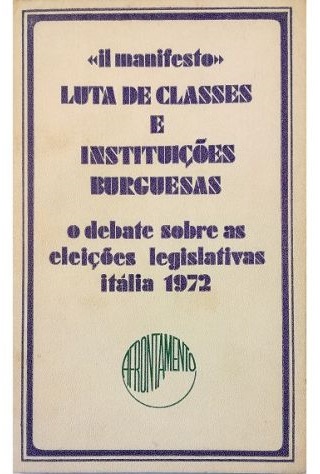 «il manifesto»
LUTA DE CLASSES
E
INSTITUIÇÕES
BURGUESAS
o debate sobre as
eleições legislativas
itália 1972
AFRONTAMENTO